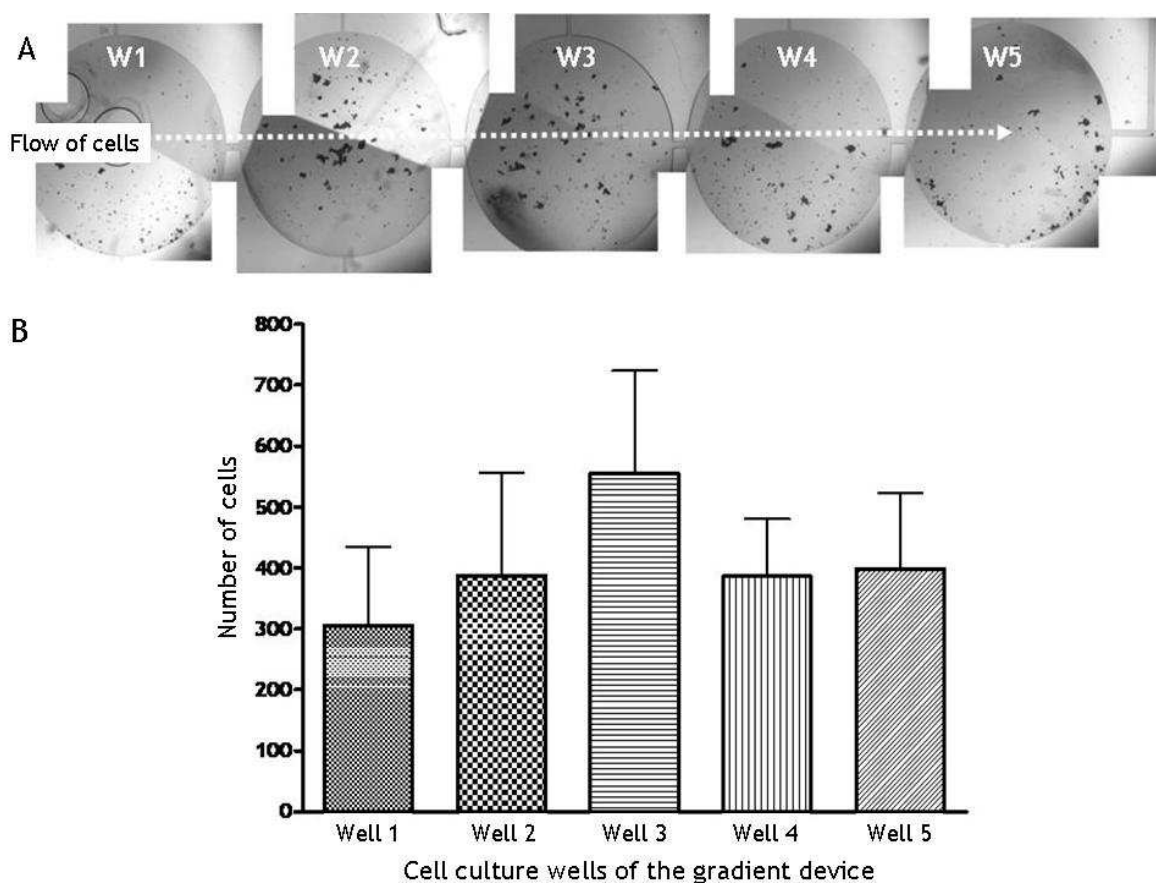 A
W1 W2 W3 W4 W5
Flow of cells
B
800
700
600
500
400
300
200
100
0
Number of cells
Well 1 Well 2 Well 3 Well 4 Well 5
Cell culture wells of the gradient device